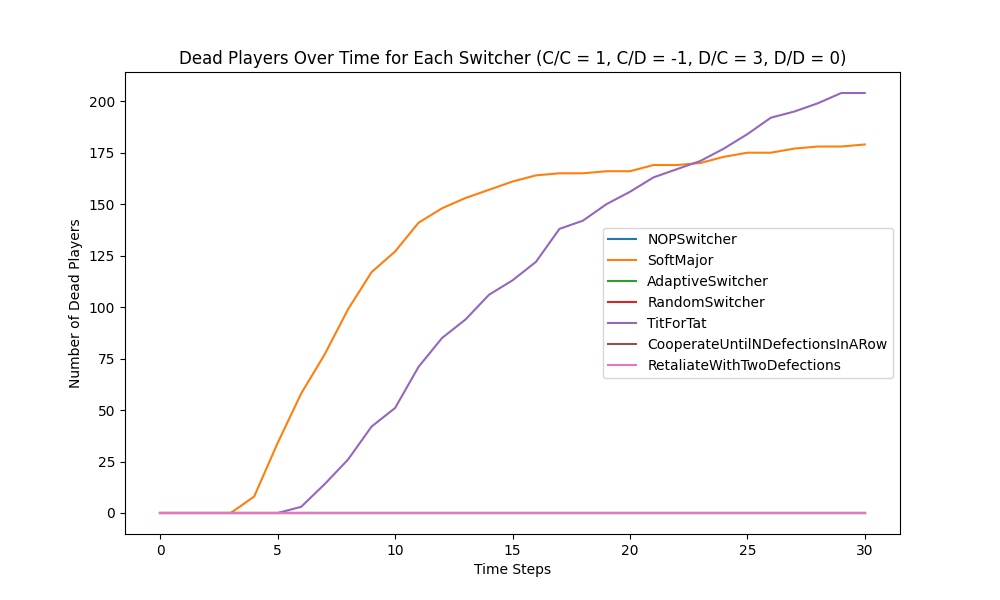 Dead Players Over Time for Each Switcher (C/C = 1, C/D = -1, D/C = 3, D/D = 0)
Number of Dead Players
200
175
150
125
100
75
50
25
0
NOPSwitcher
SoftMajor
AdaptiveSwitcher
RandomSwitcher
TitForTat
CooperateUntilNDefectionsInARow
RetaliateWithTwoDefections
0 5 10 15 20 25 30
Time Steps